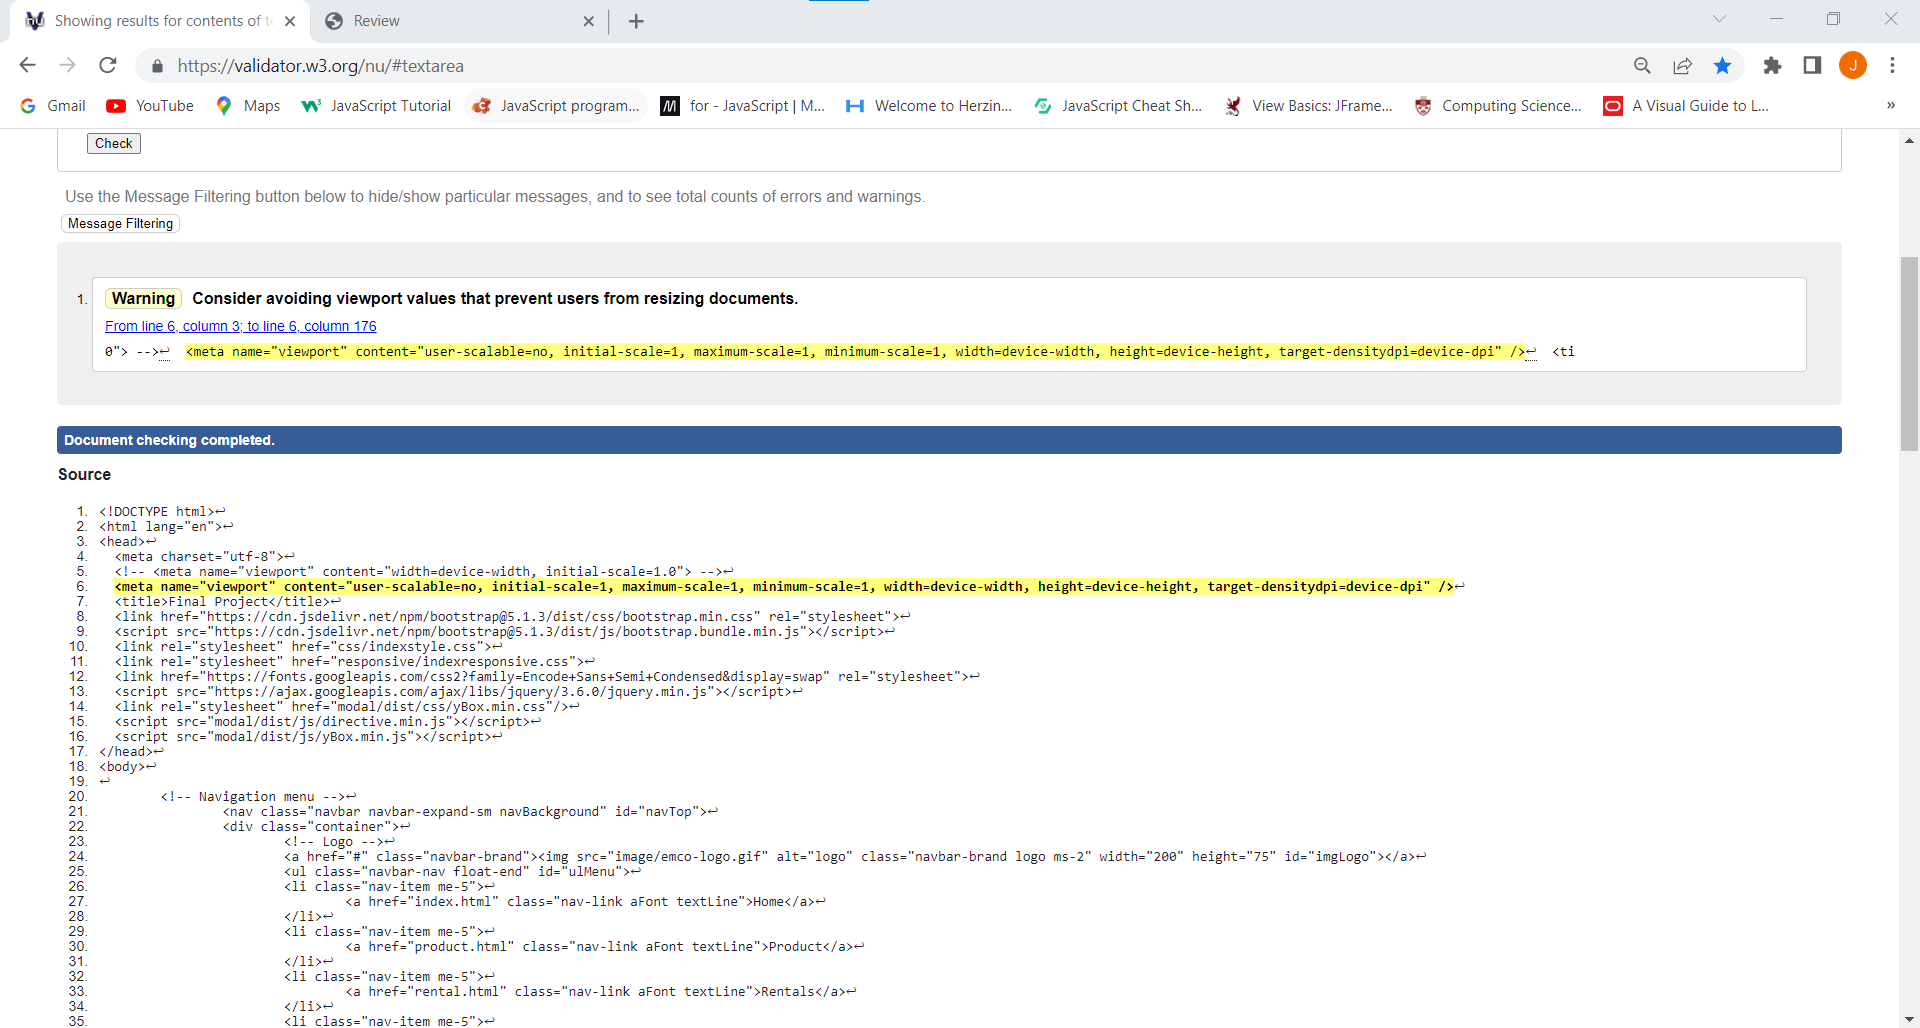 Showing results for contents of te
Review
https://validator.w3.org/nu/#textarea
J
Gmail
YouTube
Maps
JavaScript Tutorial
JavaScript program...
for - JavaScript | M...
Welcome to Herzin...
JavaScript Cheat Sh...
View Basics: JFrame...
Computing Science...
A Visual Guide to L...
»
Check
Use the Message Filtering button below to hide/show particular messages, and to see total counts of errors and warnings.
Message Filtering
1. Warning Consider avoiding viewport values that prevent users from resizing documents.
From line 6, column 3; to line 6, column 176
0"> -->↩ <meta name="viewport" content="user-scalable=no, initial-scale=1, maximum-scale=1, minimum-scale=1, width=device-width, height=device-height, target-densitydpi=device-dpi" />↩ <ti
Document checking completed.
Source
1. <!DOCTYPE html>↩
2. <html lang="en">↩
3. <head>↩
4. <meta charset="utf-8">↩
5. <!-- <meta name="viewport" content="width=device-width, initial-scale=1.0"> -->↩
6. <meta name="viewport" content="user-scalable=no, initial-scale=1, maximum-scale=1, minimum-scale=1, width=device-width, height=device-height, target-densitydpi=device-dpi" />↩
7. <title>Final Project</title>↩
8. <link href="https://cdn.jsdelivr.net/npm/bootstrap@5.1.3/dist/css/bootstrap.min.css" rel="stylesheet">↩
9. <script src="https://cdn.jsdelivr.net/npm/bootstrap@5.1.3/dist/js/bootstrap.bundle.min.js"></script>↩
10. <link rel="stylesheet" href="css/indexstyle.css">↩
11. <link rel="stylesheet" href="responsive/indexresponsive.css">↩
12. <link href="https://fonts.googleapis.com/css2?family=Encode+Sans+Semi+Condensed&display=swap" rel="stylesheet">↩
13. <script src="https://ajax.googleapis.com/ajax/libs/jquery/3.6.0/jquery.min.js"></script>↩
14. <link rel="stylesheet" href="modal/dist/css/yBox.min.css"/>↩
15. <script src="modal/dist/js/directive.min.js"></script>↩
16. <script src="modal/dist/js/yBox.min.js"></script>↩
17. </head>↩
18. <body>↩
19. ↩
20. <!-- Navigation menu -->↩
21. <nav class="navbar navbar-expand-sm navBackground" id="navTop">↩
22. <div class="container">↩
23. <!-- Logo -->↩
24. <a href="#" class="navbar-brand"><img src="image/emco-logo.gif" alt="logo" class="navbar-brand logo ms-2" width="200" height="75" id="imgLogo"></a>↩
25. <ul class="navbar-nav float-end" id="ulMenu">↩
26. <li class="nav-item me-5">↩
27. <a href="index.html" class="nav-link aFont textLine">Home</a>↩
28. </li>↩
29. <li class="nav-item me-5">↩
30. <a href="product.html" class="nav-link aFont textLine">Product</a>↩
31. </li>↩
32. <li class="nav-item me-5">↩
33. <a href="rental.html" class="nav-link aFont textLine">Rentals</a>↩
34. </li>↩
35. <li class="nav-item me-5">↩